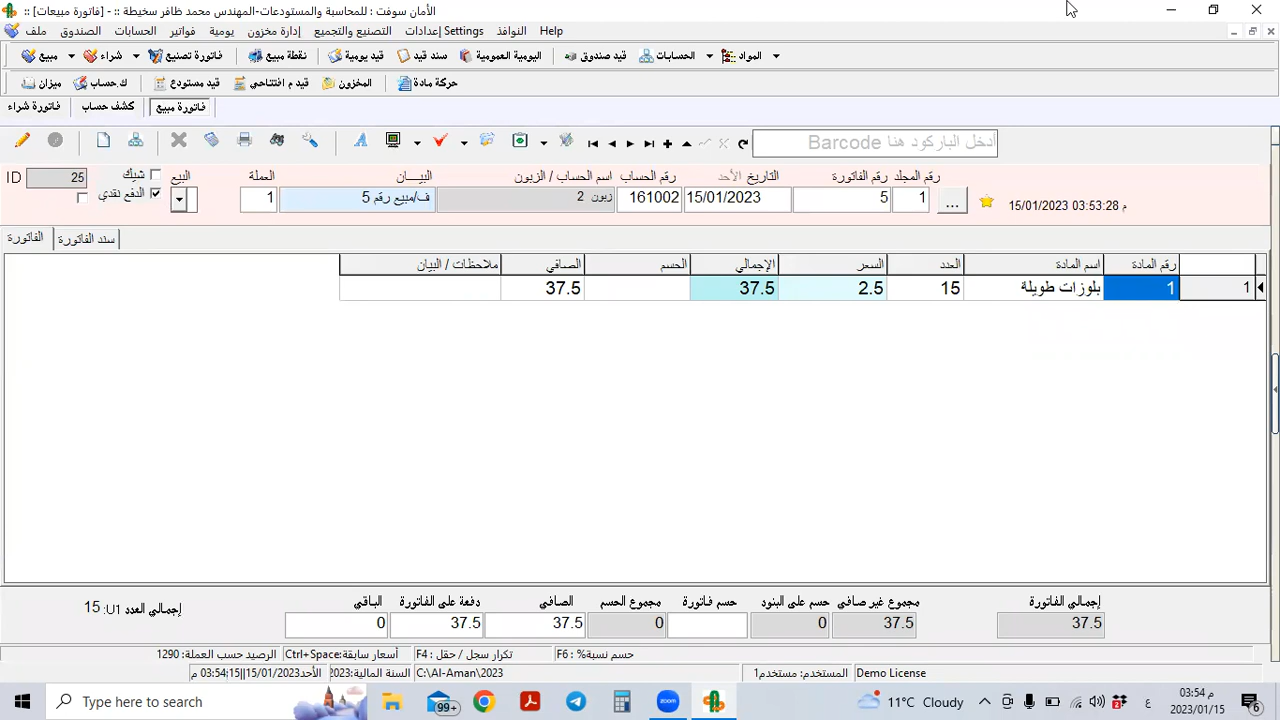 الأمان سوفت : للمحاسبة والمستودعات-المهندس محمد ظافر سخيطة :: - [فاتورة مبيعات] ::
ملف الصندوق الحسابات فواتير يومية إدارة مخزون التصنيع والتجميع إعدادات Settings النوافذ Help
مبيع شراء فاتورة تصنيع نقطة مبيع قيد يومية سند قيد اليومية العمومية قيد صندوق الحسابات المواد
ميزان ك.حساب قيد مستودع قيد م افتتاحي المخزون حركة مادة
فاتورة شراء كشف حساب فاتورة مبيع
ادخل الباركود هنا Barcode
رقم المجلد رقم الفاتورة التاريخ الأحد رقم الحساب اسم الحساب / الزبون البيـــان العملة البيع شيك ID 25
1 5 15/01/2023 161002 زبون 2 ف/مبيع رقم 5 1 الدفع نقدي
15/01/2023 03:53:28 م
الفاتورة سند الفاتورة
رقم المادة اسم المادة العدد السعر الإجمالي الحسم الصافي ملاحظات / البيان
1 1 بلوزات طويلة 15 2.5 37.5 37.5
إجمالي الفاتورة مجموع غير صافي حسم على البنود حسم فاتورة مجموع الحسم الصافي دفعة على الفاتورة الباقي إجمالي العدد U1: 15
37.5 37.5 0 0 37.5 37.5 0
حسم نسبة% : F6 تكرار سجل / حقل : F4 أسعار سابقة:Ctrl+Space الرصيد حسب العملة: 1290
الأحد15/01/2023||03:54:15 م السنة المالية:2023 C:\Al-Aman\2023 المستخدم: مستخدم1 Demo License
Type here to search 99+ 11°C Cloudy 03:54 م
2023/01/15 6